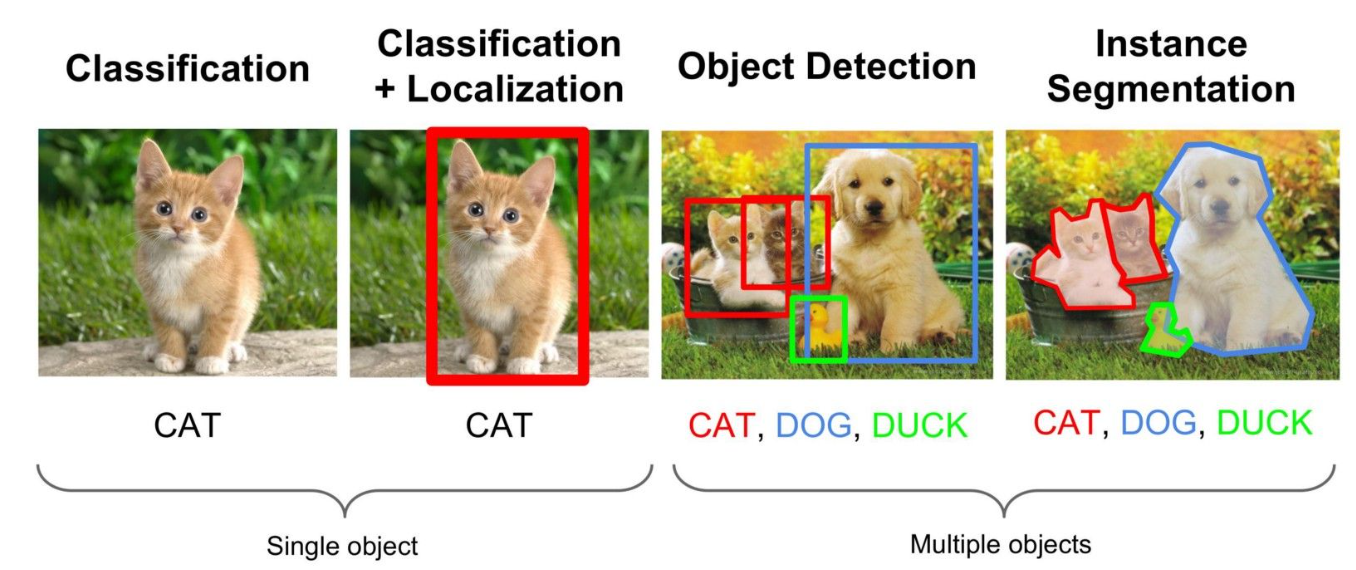 Classification
Classification
+ Localization
Object Detection
Instance
Segmentation
CAT
CAT
CAT, DOG, DUCK
CAT, DOG, DUCK
Single object
Multiple objects